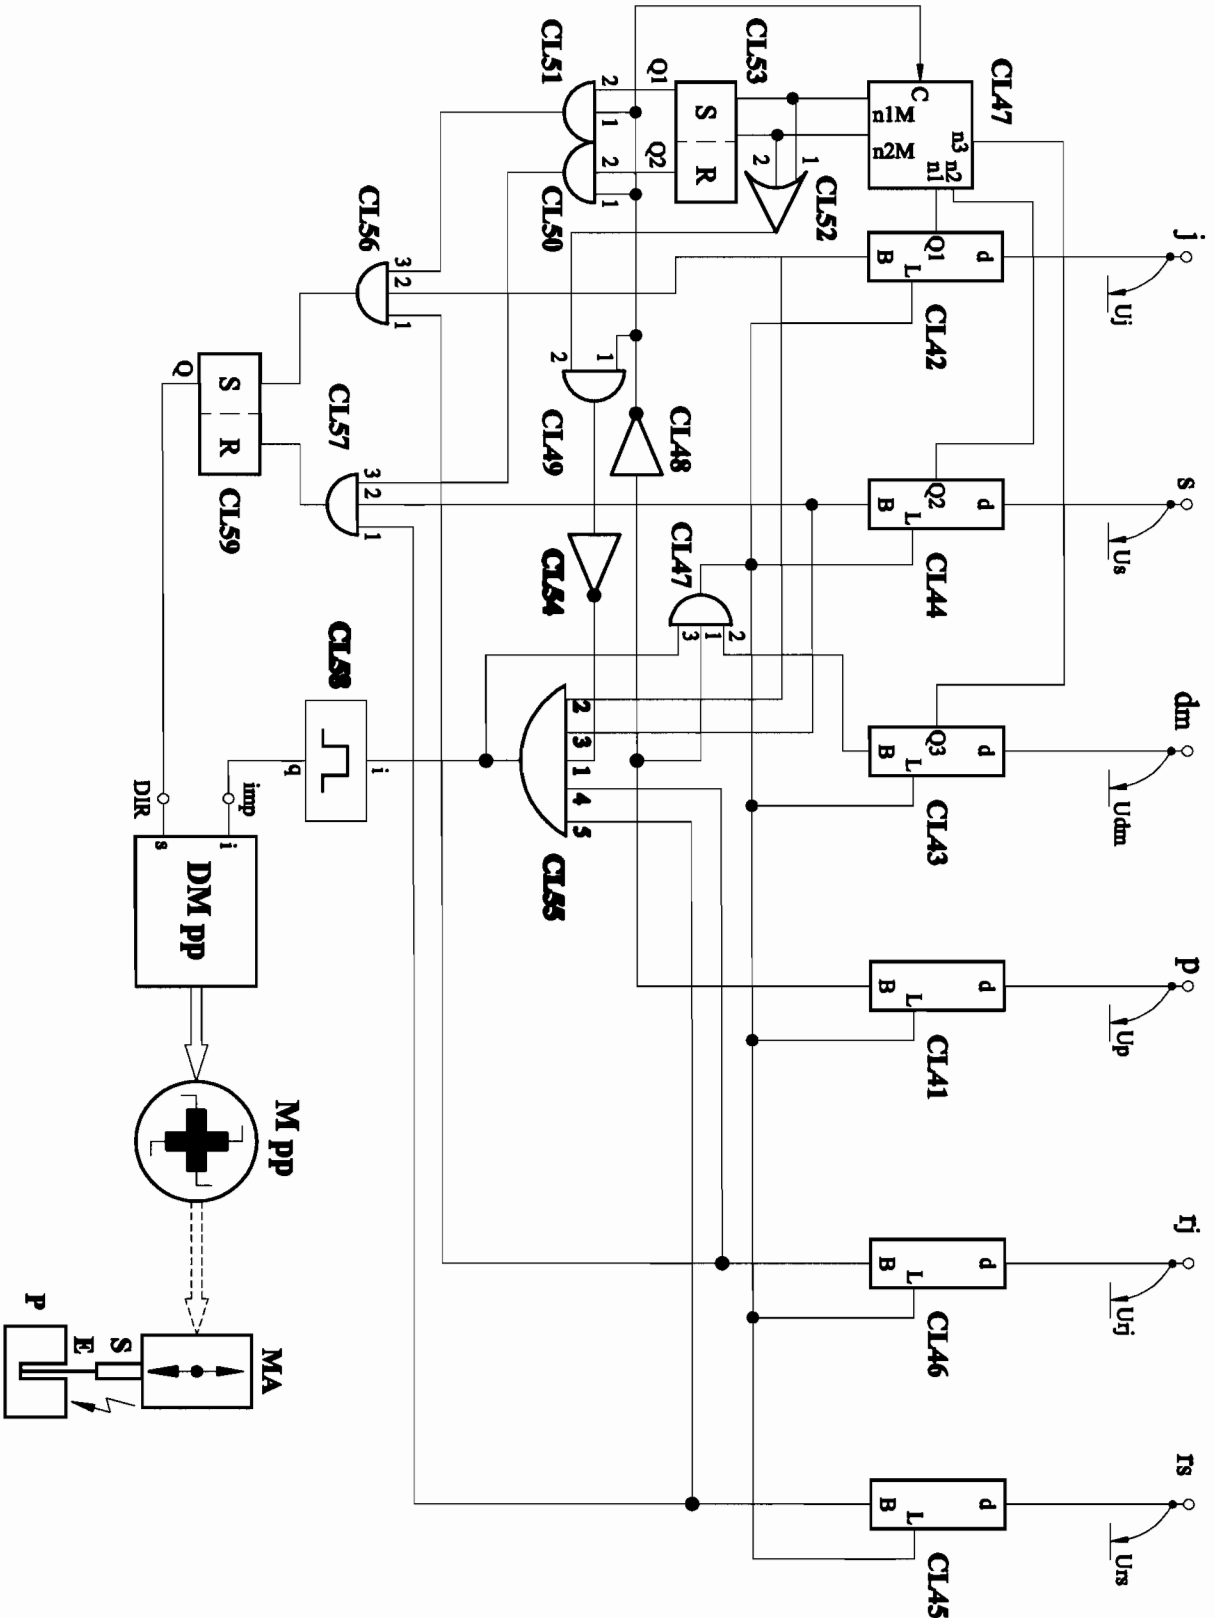 j
Uj
s
Us
dm
Udm
p
Up
rj
Urj
rs
Urs
CL47
C
n1M
n2M
n3
n2
n1
Q1
d
B
L
CL42
Q2
d
B
L
CL44
Q3
d
B
L
CL43
d
B
L
CL41
d
B
L
CL46
d
B
L
CL45
CL53
S
R
Q1
Q2
1
2
CL52
CL51
2
1
CL50
2
1
CL49
1
2
CL48
CL47
3
1
2
CL54
CL55
2
3
1
4
5
CL56
3
2
1
CL57
3
2
1
CL59
S
R
Q
CL58
i
q
imp
DIR
i
s
DM pp
M pp
MA
S
E
P